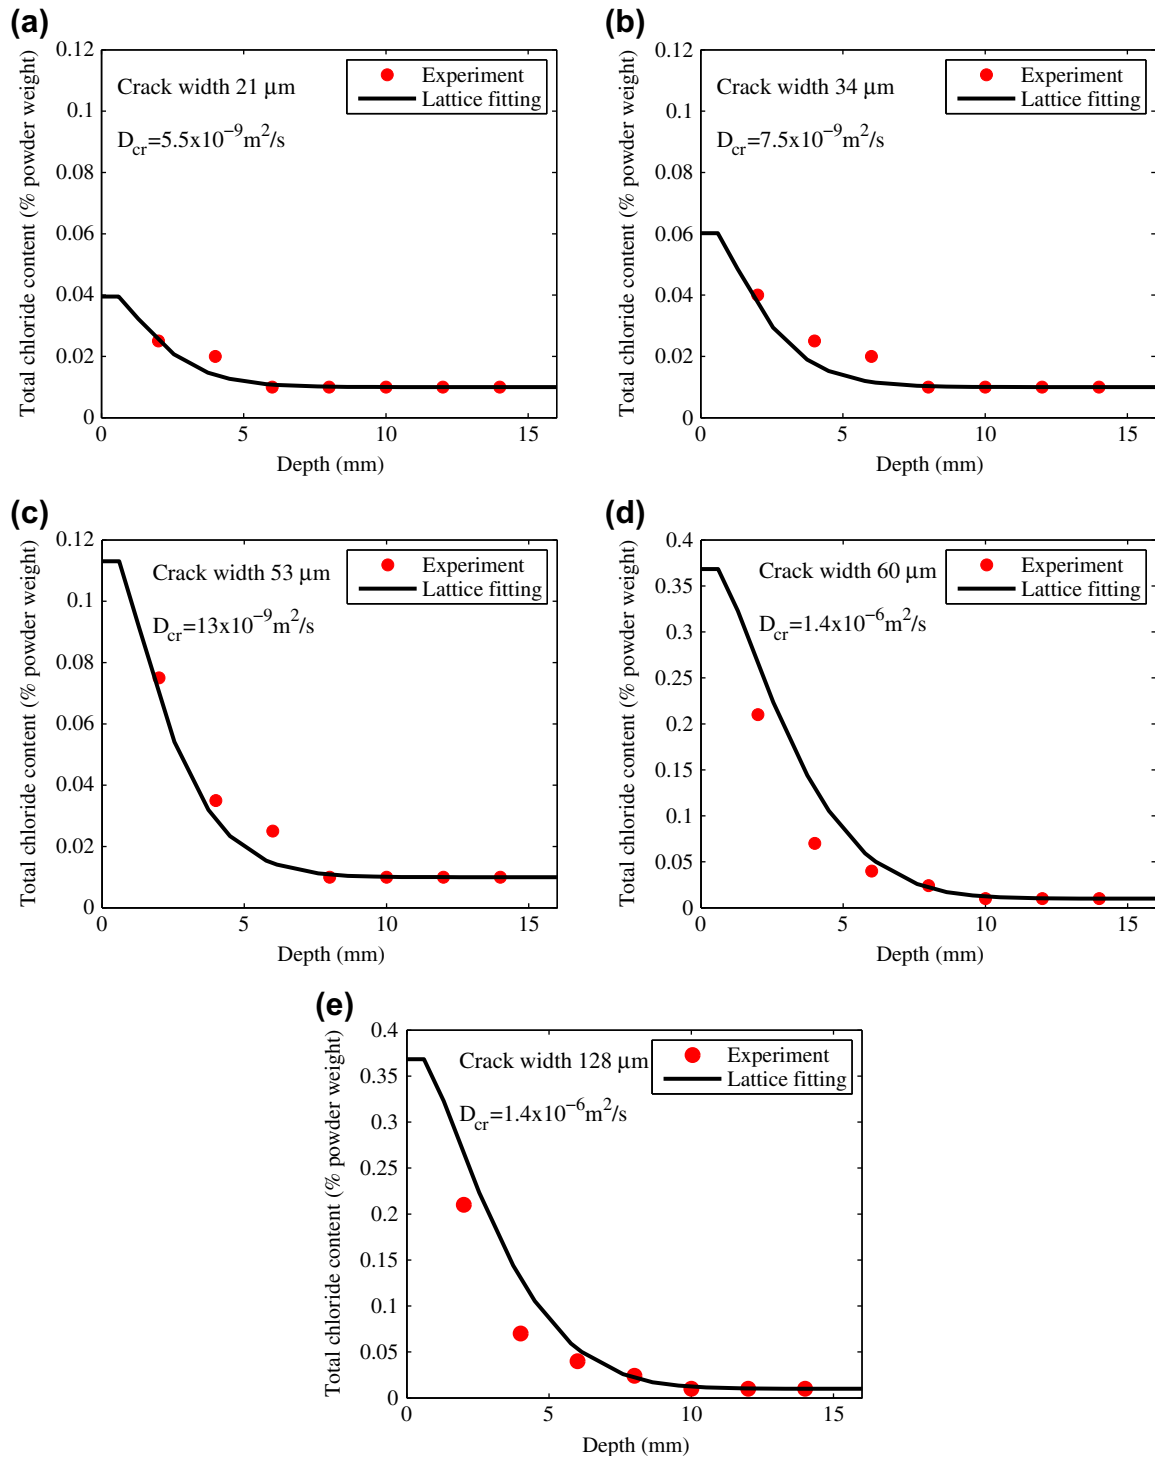 (a)
Total chloride content (% powder weight)
0.12
0.1
0.08
0.06
0.04
0.02
0
Crack width 21 μm
D_cr=5.5x10^−9m^2/s
Experiment
Lattice fitting
0 5 10 15
Depth (mm)
(b)
Total chloride content (% powder weight)
0.12
0.1
0.08
0.06
0.04
0.02
0
Crack width 34 μm
D_cr=7.5x10^−9m^2/s
Experiment
Lattice fitting
0 5 10 15
Depth (mm)
(c)
Total chloride content (% powder weight)
0.12
0.1
0.08
0.06
0.04
0.02
0
Crack width 53 μm
D_cr=13x10^−9m^2/s
Experiment
Lattice fitting
0 5 10 15
Depth (mm)
(d)
Total chloride content (% powder weight)
0.4
0.35
0.3
0.25
0.2
0.15
0.1
0.05
0
Crack width 60 μm
D_cr=1.4x10^−6m^2/s
Experiment
Lattice fitting
0 5 10 15
Depth (mm)
(e)
Total chloride content (% powder weight)
0.4
0.35
0.3
0.25
0.2
0.15
0.1
0.05
0
Crack width 128 μm
D_cr=1.4x10^−6m^2/s
Experiment
Lattice fitting
0 5 10 15
Depth (mm)